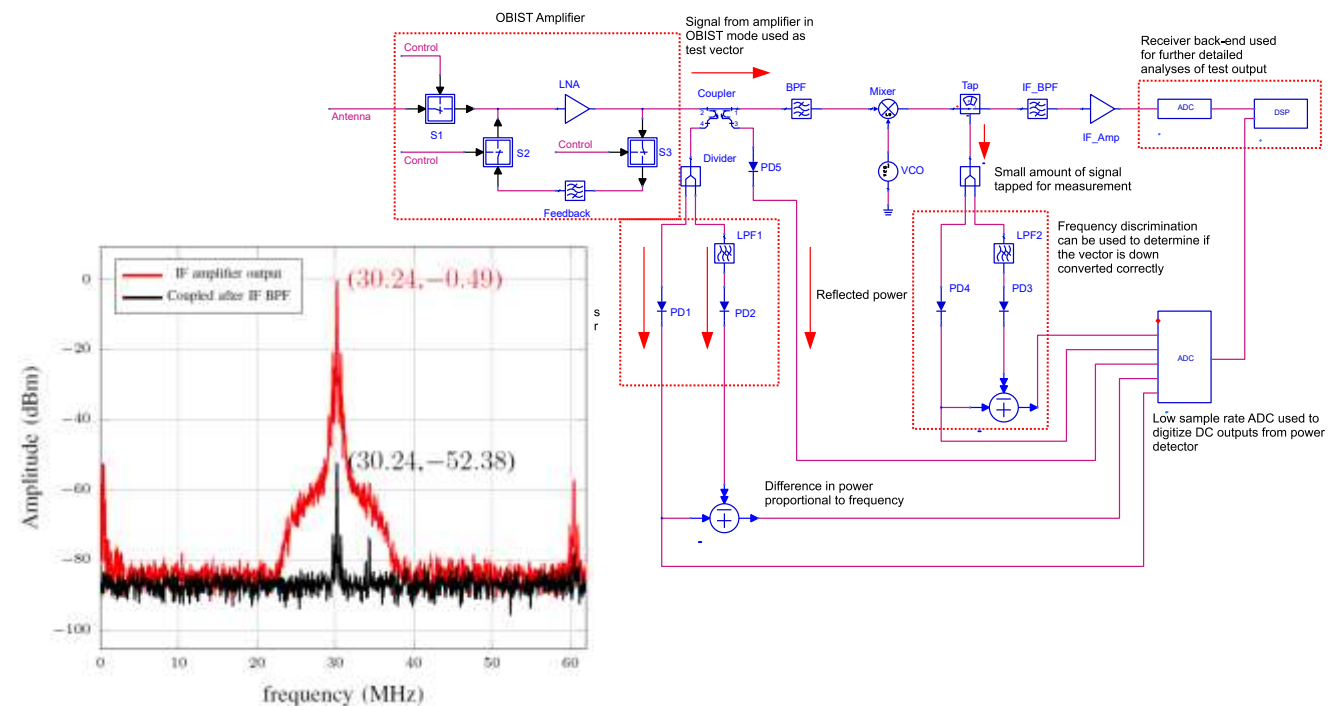 OBIST Amplifier
Signal from amplifier in
OBIST mode used as
test vector
Receiver back-end used
for further detailed
analyses of test output
Control
LNA
Coupler
BPF
Mixer
Tap
IF_BPF
ADC
DSP
Antenna
S1
2
1
4
3
IF_Amp
S2
Control
Control
S3
Divider
PD5
VCO
Small amount of signal
tapped for measurement
Feedback
LPF1
LPF2
Frequency discrimination
can be used to determine if
the vector is down
converted correctly
PD1
PD2
Reflected power
PD4
PD3
s
r
ADC
Low sample rate ADC used to
digitize DC outputs from power
detector
Difference in power
proportional to frequency
IF amplifier output
Coupled after IF BPF
(30.24,−0.49)
(30.24,−52.38)
Amplitude (dBm)
0
−20
−40
−60
−80
−100
0
10
20
30
40
50
60
frequency (MHz)